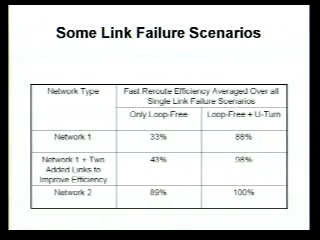 Some Link Failure Scenarios
Network Type
Fast Reroute Efficiency Averaged Over all
Single Link Failure Scenarios
Only Loop-Free
Loop-Free + U-Turn
Network 1
33%
88%
Network 1 + Two
Added Links to
Improve Efficiency
43%
98%
Network 2
89%
100%